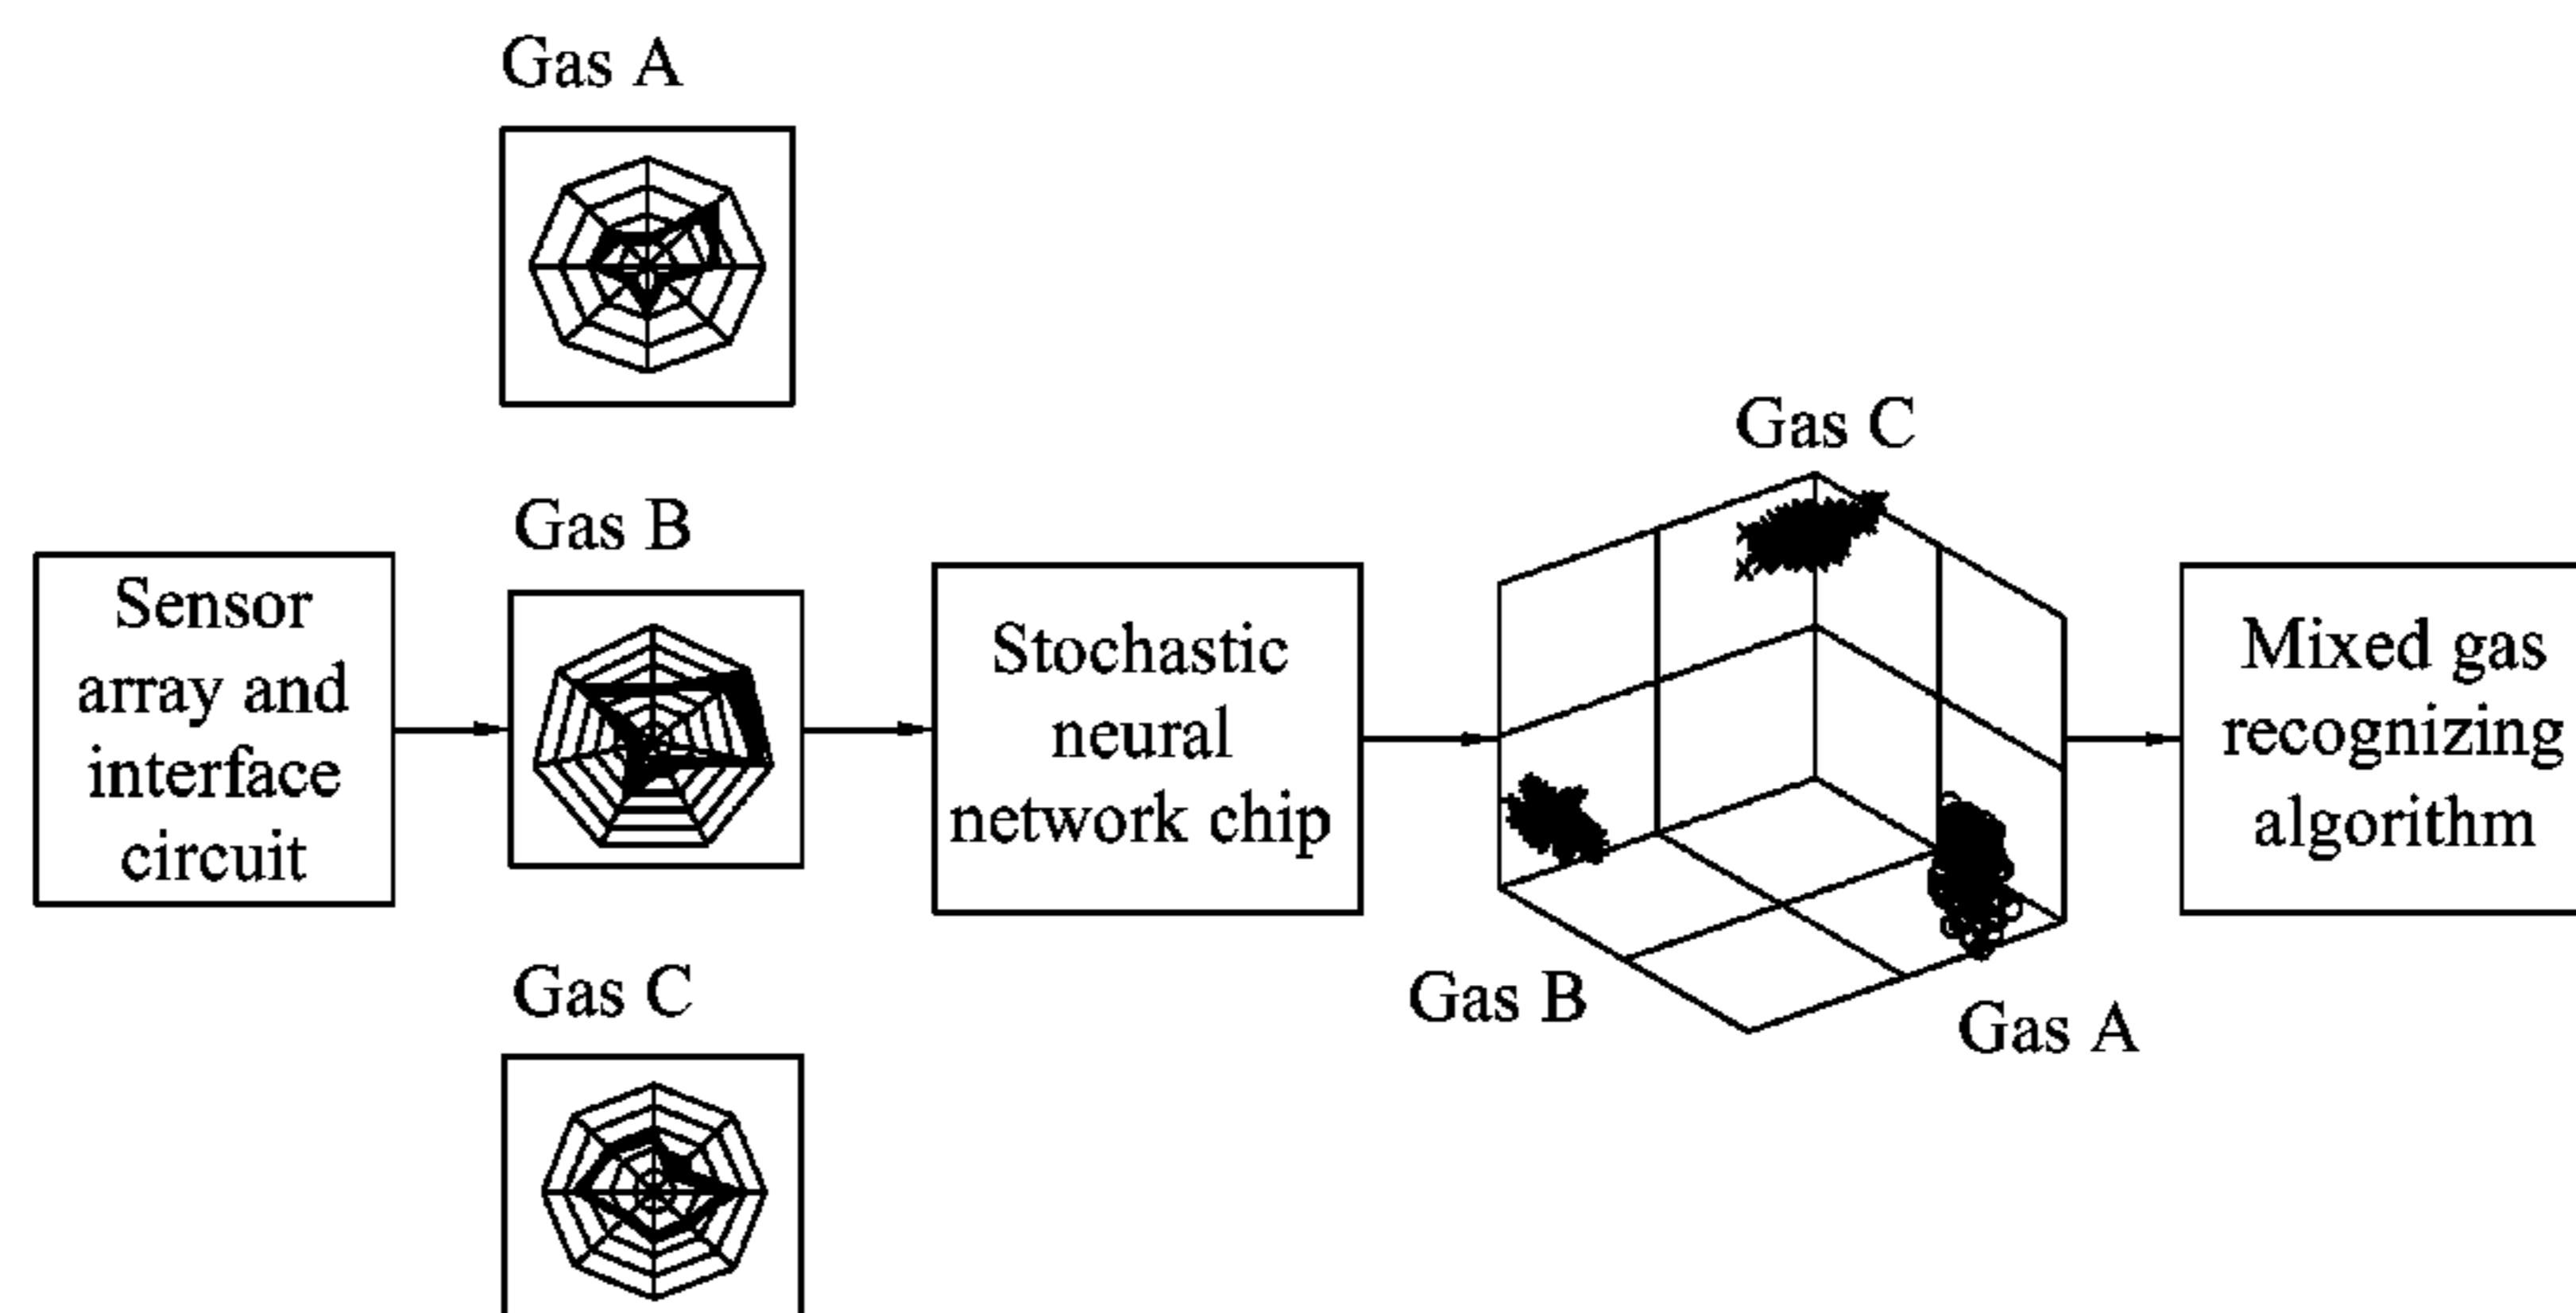 Gas A
Gas B
Sensor
array and
interface
circuit
Gas C
Stochastic
neural
network chip
Gas C
Gas B
Gas A
Mixed gas
recognizing
algorithm